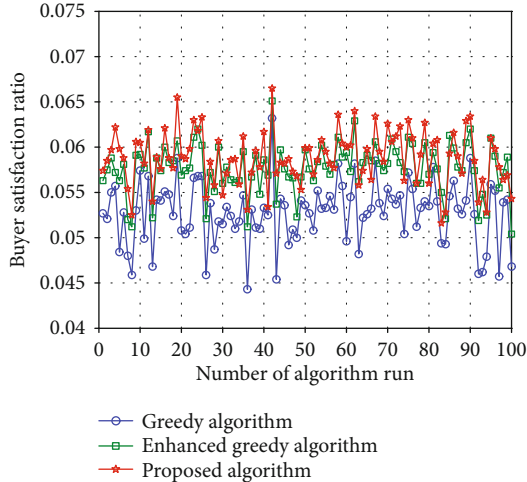 0.075
0.07
0.065
0.06
0.055
0.05
0.045
0.04
Buyer satisfaction ratio
0 10 20 30 40 50 60 70 80 90 100
Number of algorithm run
Greedy algorithm
Enhanced greedy algorithm
Proposed algorithm